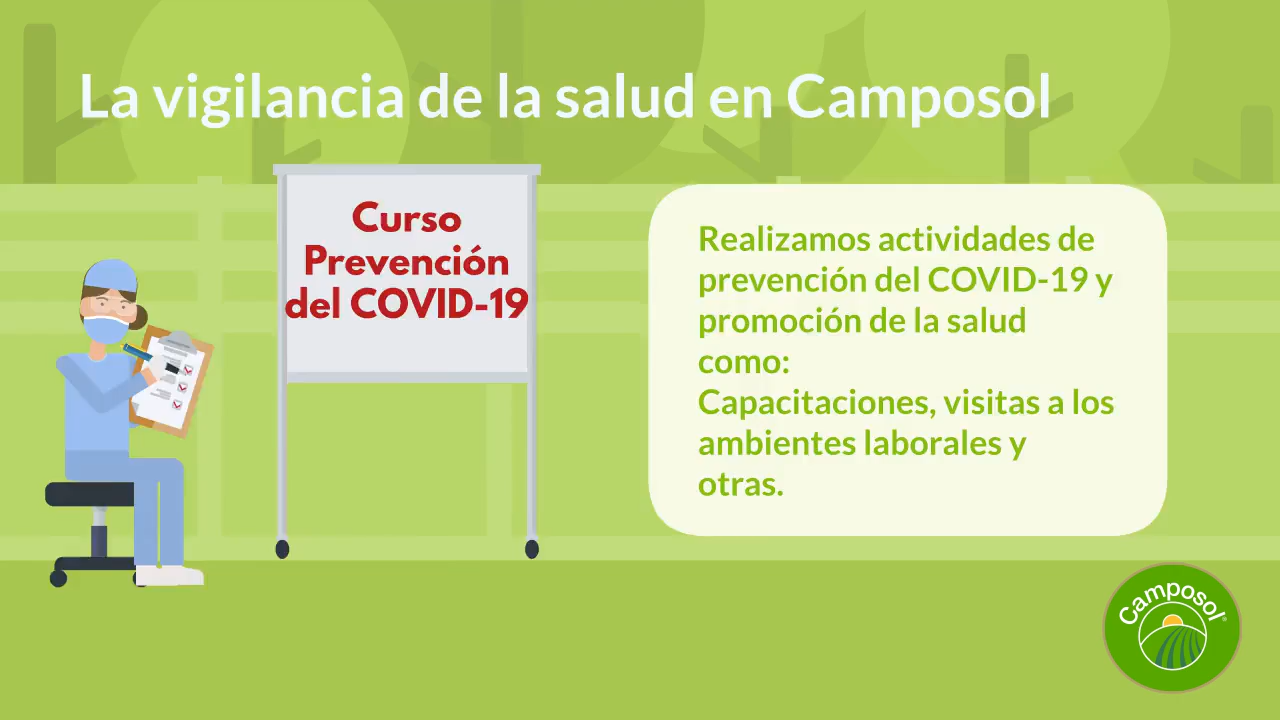 La vigilancia de la salud en Camposol
Curso
Prevención
del COVID-19
Realizamos actividades de
prevención del COVID-19 y
promoción de la salud
como:
Capacitaciones, visitas a los
ambientes laborales y
otras.
Camposol